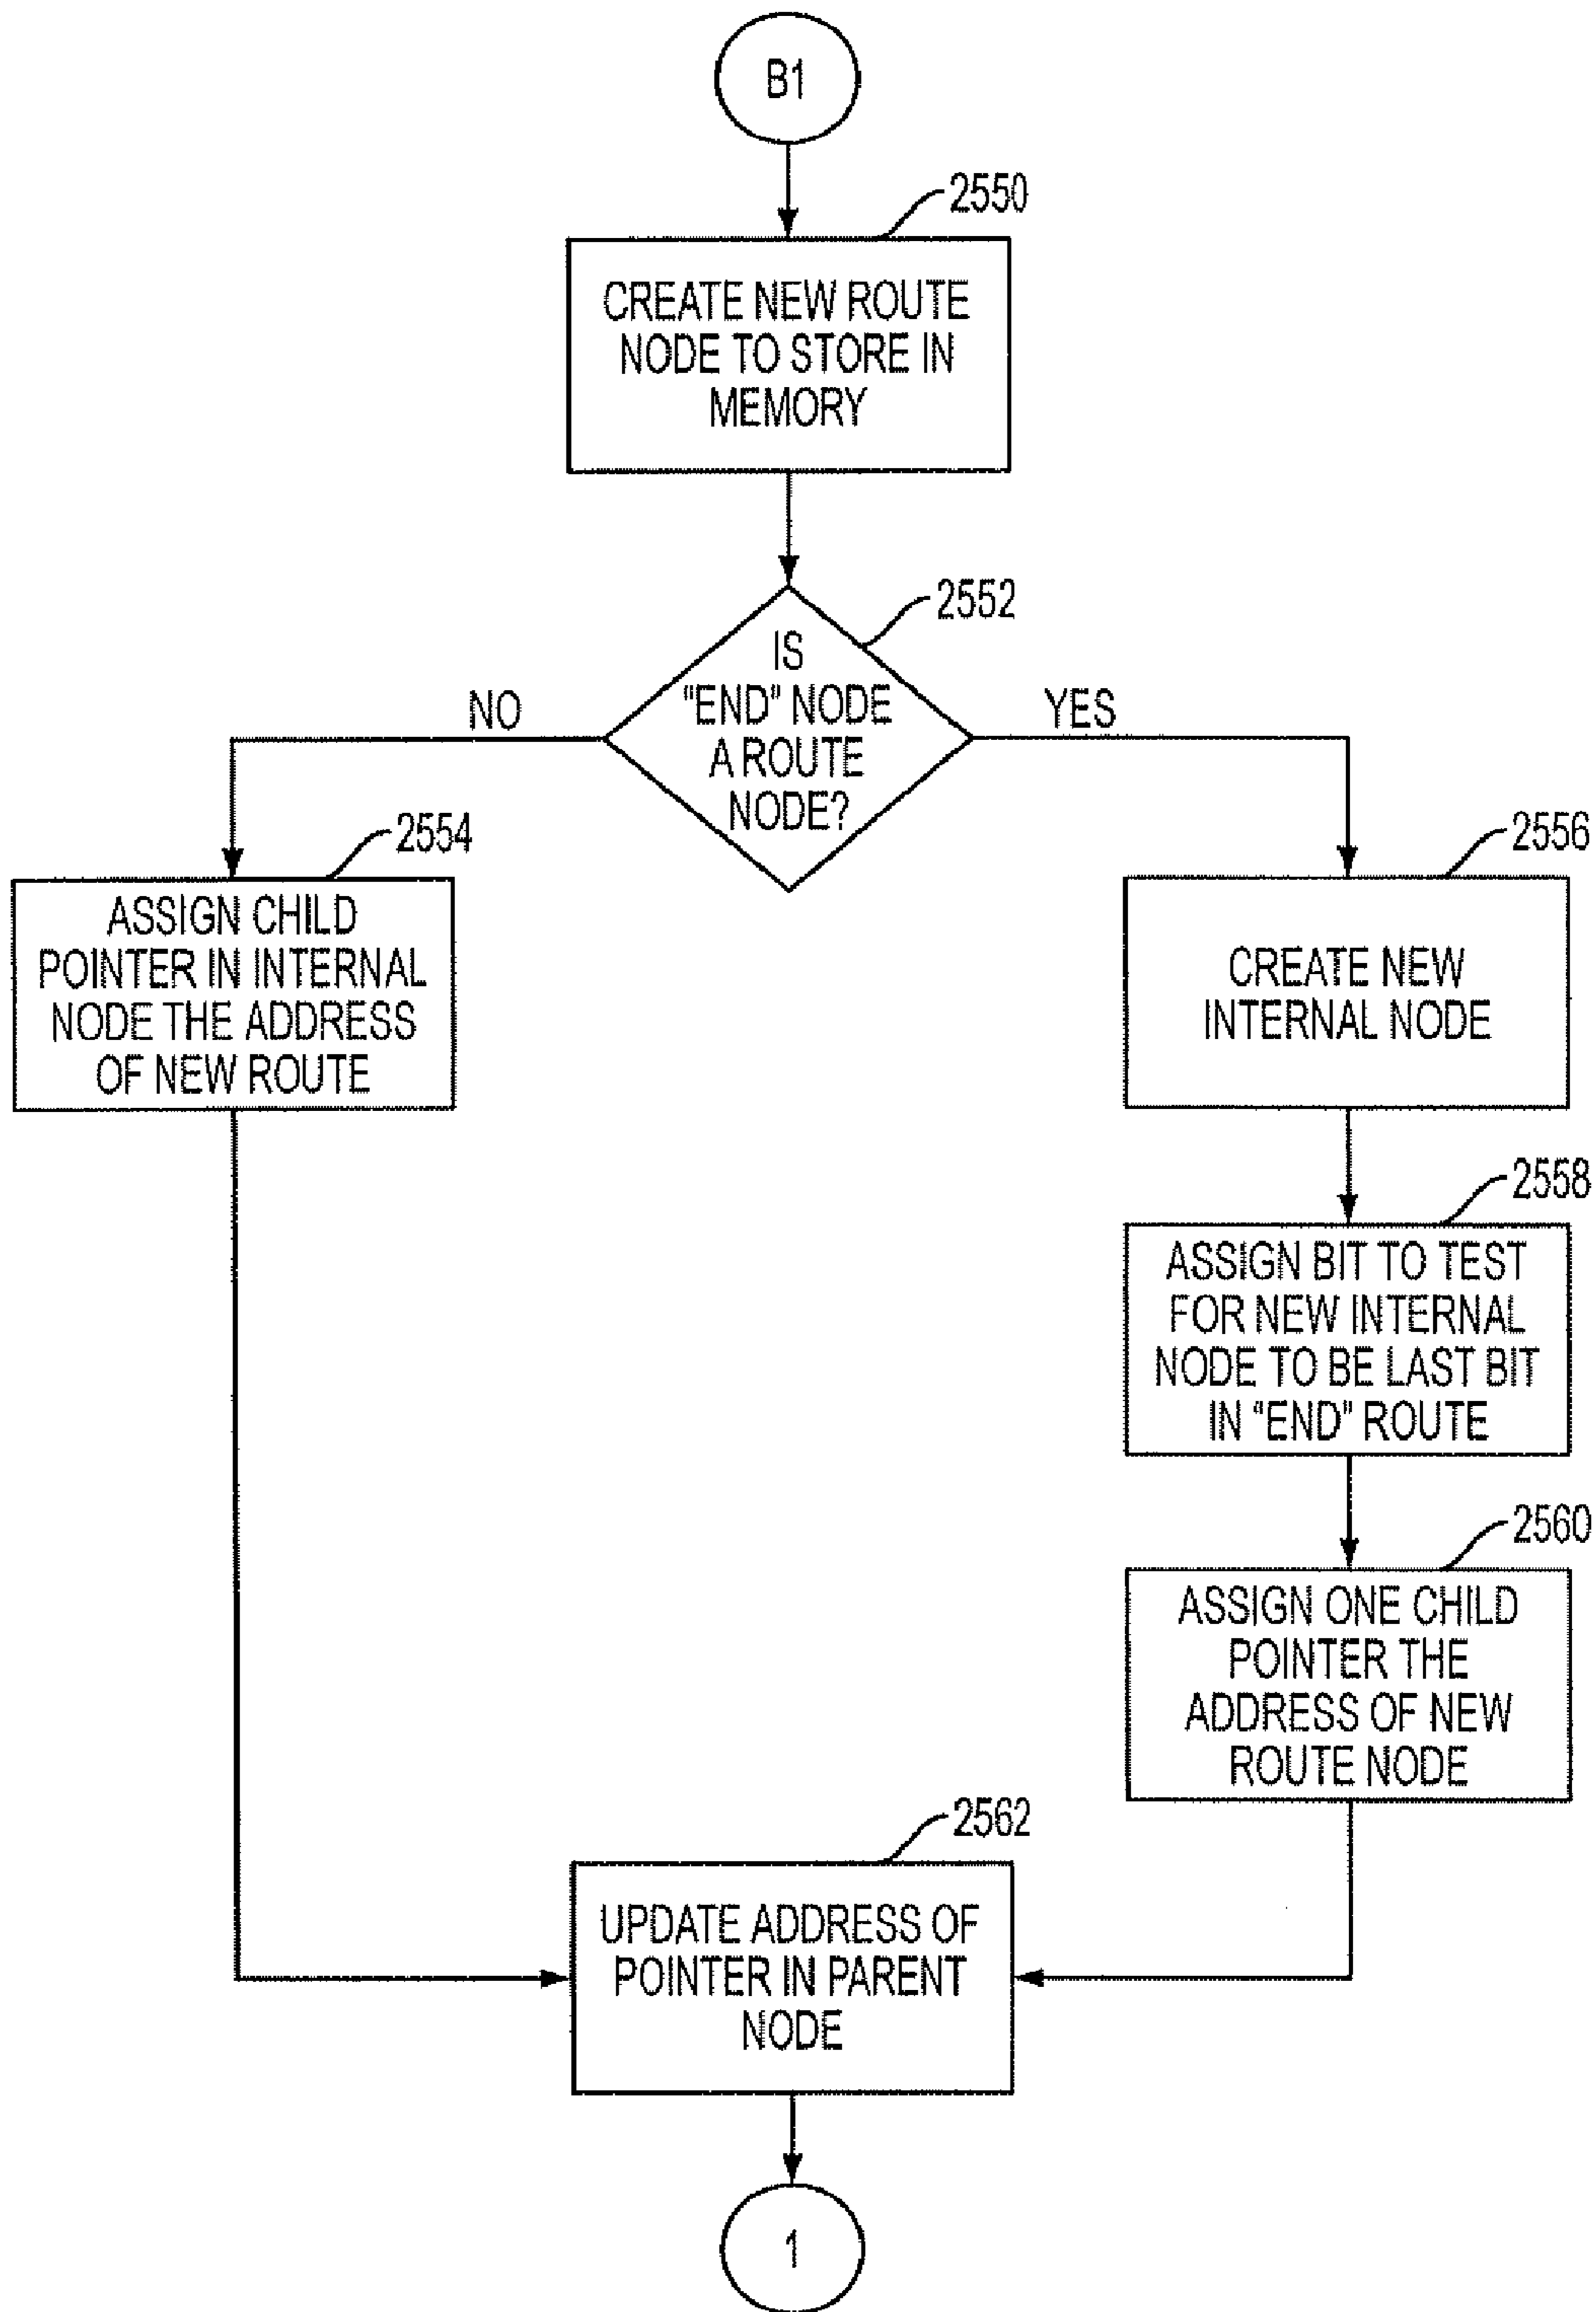 B1
2550
CREATE NEW ROUTE
NODE TO STORE IN
MEMORY
2552
IS
"END" NODE
A ROUTE
NODE?
NO
YES
2554
ASSIGN CHILD
POINTER IN INTERNAL
NODE THE ADDRESS
OF NEW ROUTE
2556
CREATE NEW
INTERNAL NODE
2558
ASSIGN BIT TO TEST
FOR NEW INTERNAL
NODE TO BE LAST BIT
IN "END" ROUTE
2560
ASSIGN ONE CHILD
POINTER THE
ADDRESS OF NEW
ROUTE NODE
2562
UPDATE ADDRESS OF
POINTER IN PARENT
NODE
1